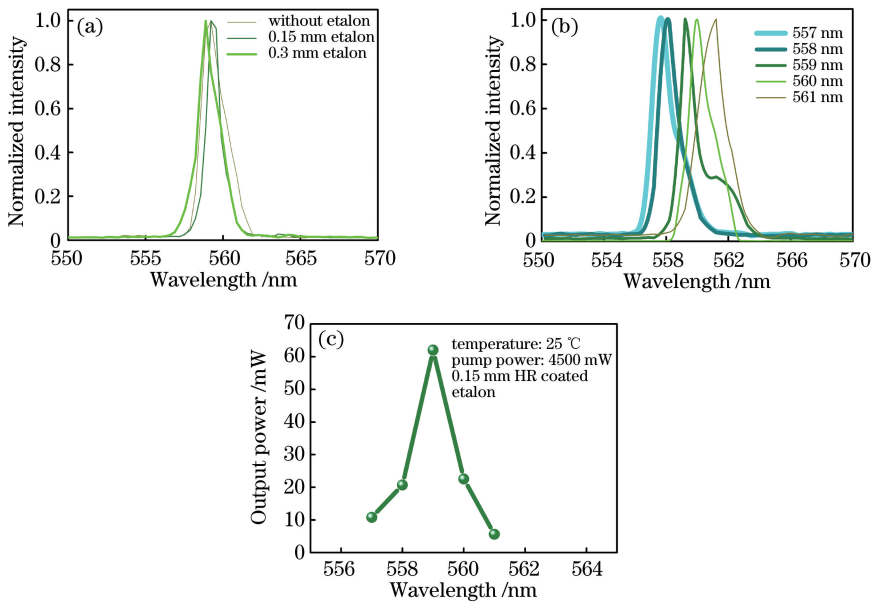 (a)
without etalon
0.15 mm etalon
0.3 mm etalon
1.0
0.8
0.6
0.4
0.2
0
Normalized intensity
550
555
560
565
570
Wavelength /nm
(b)
557 nm
558 nm
559 nm
560 nm
561 nm
1.0
0.8
0.6
0.4
0.2
0
Normalized intensity
550
554
558
562
566
570
Wavelength /nm
(c)
temperature: 25 ℃
pump power: 4500 mW
0.15 mm HR coated
etalon
70
60
50
40
30
20
10
0
Output power /mW
556
558
560
562
564
Wavelength /nm